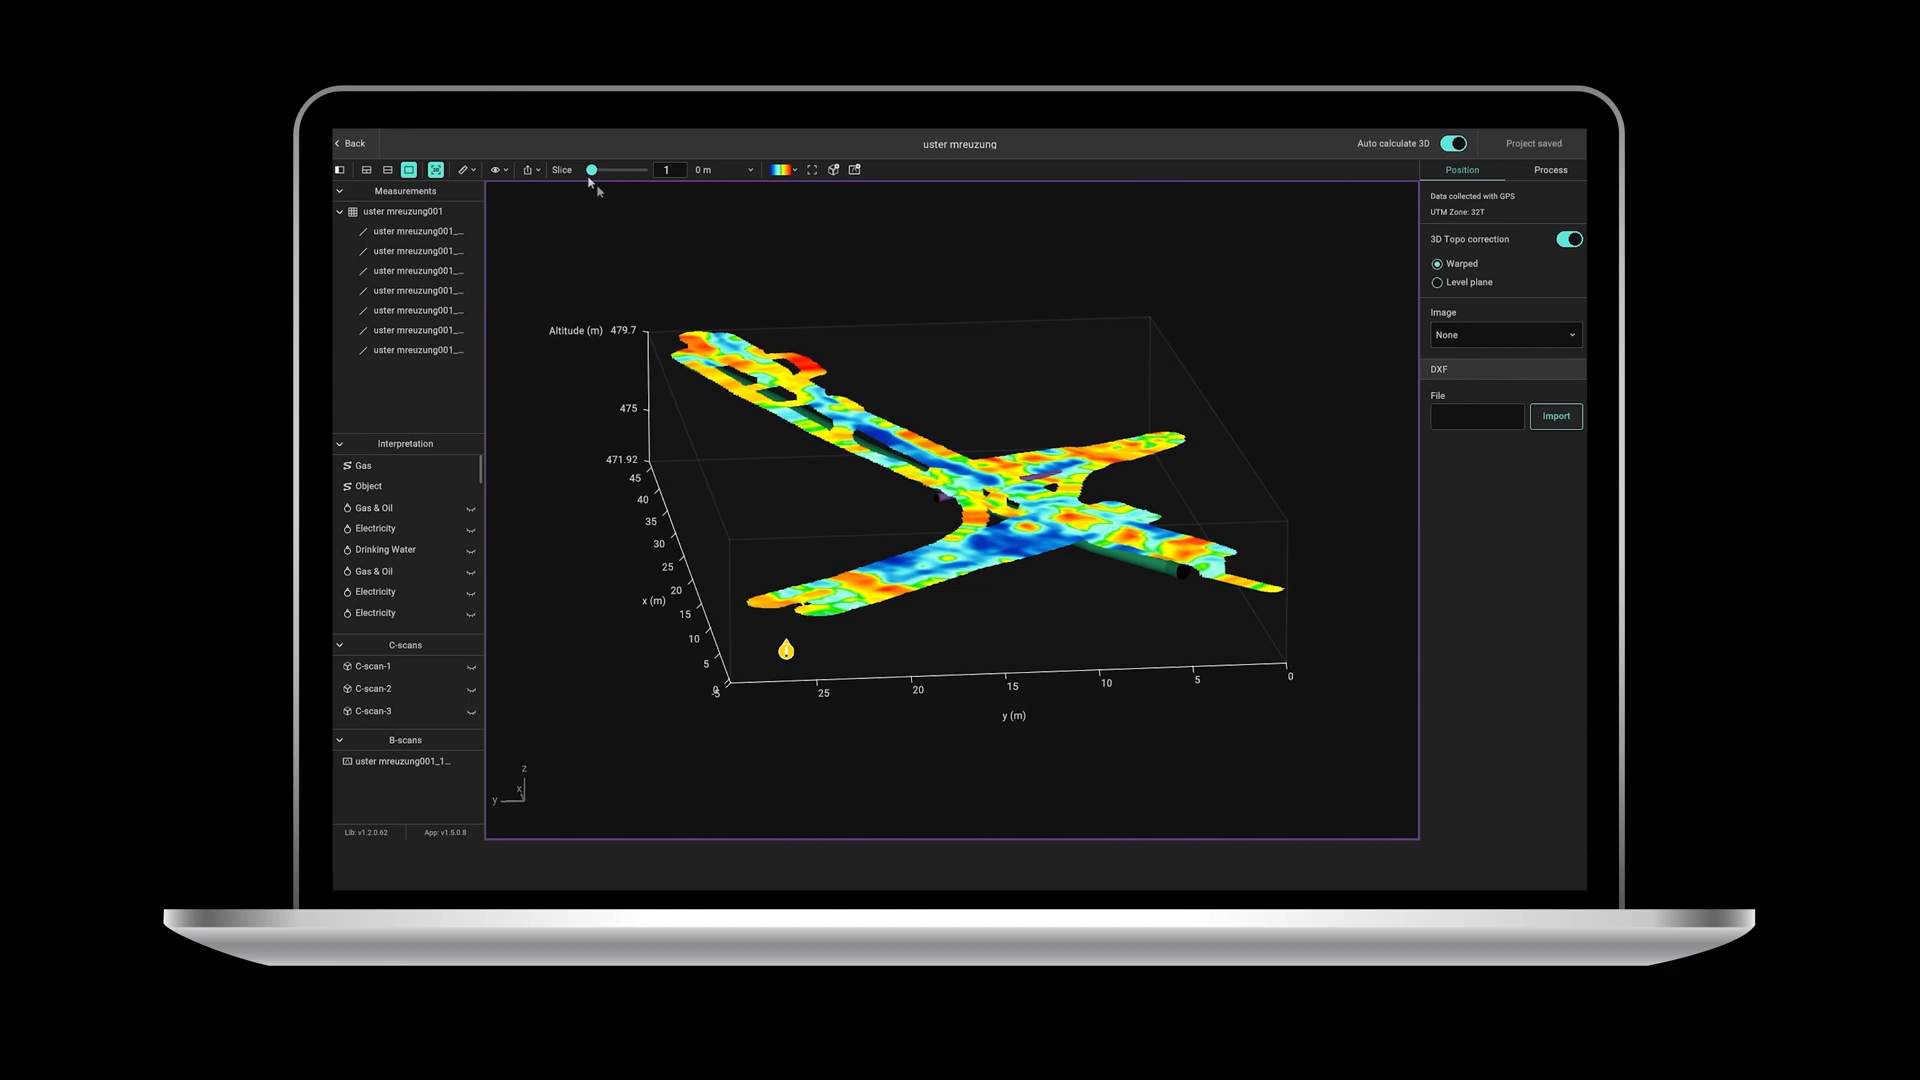 Back
uster mreuzung
Auto calculate 3D
Project saved
Slice
1
0 m
Position
Process
Measurements
uster mreuzung001
uster mreuzung001_...
uster mreuzung001_...
uster mreuzung001_...
uster mreuzung001_...
uster mreuzung001_...
uster mreuzung001_...
uster mreuzung001_...
Interpretation
Gas
Object
Gas & Oil
Electricity
Drinking Water
Gas & Oil
Electricity
Electricity
C-scans
C-scan-1
C-scan-2
C-scan-3
B-scans
uster mreuzung001_1...
Lib: v1.2.0.62
App: v1.5.0.8
Altitude (m)
479.7
475
471.92
45
40
35
30
25
20
x (m)
15
10
5
0
-5
25
20
15
10
5
0
y (m)
z
x
y
Data collected with GPS
UTM Zone: 32T
3D Topo correction
Warped
Level plane
Image
None
DXF
File
Import